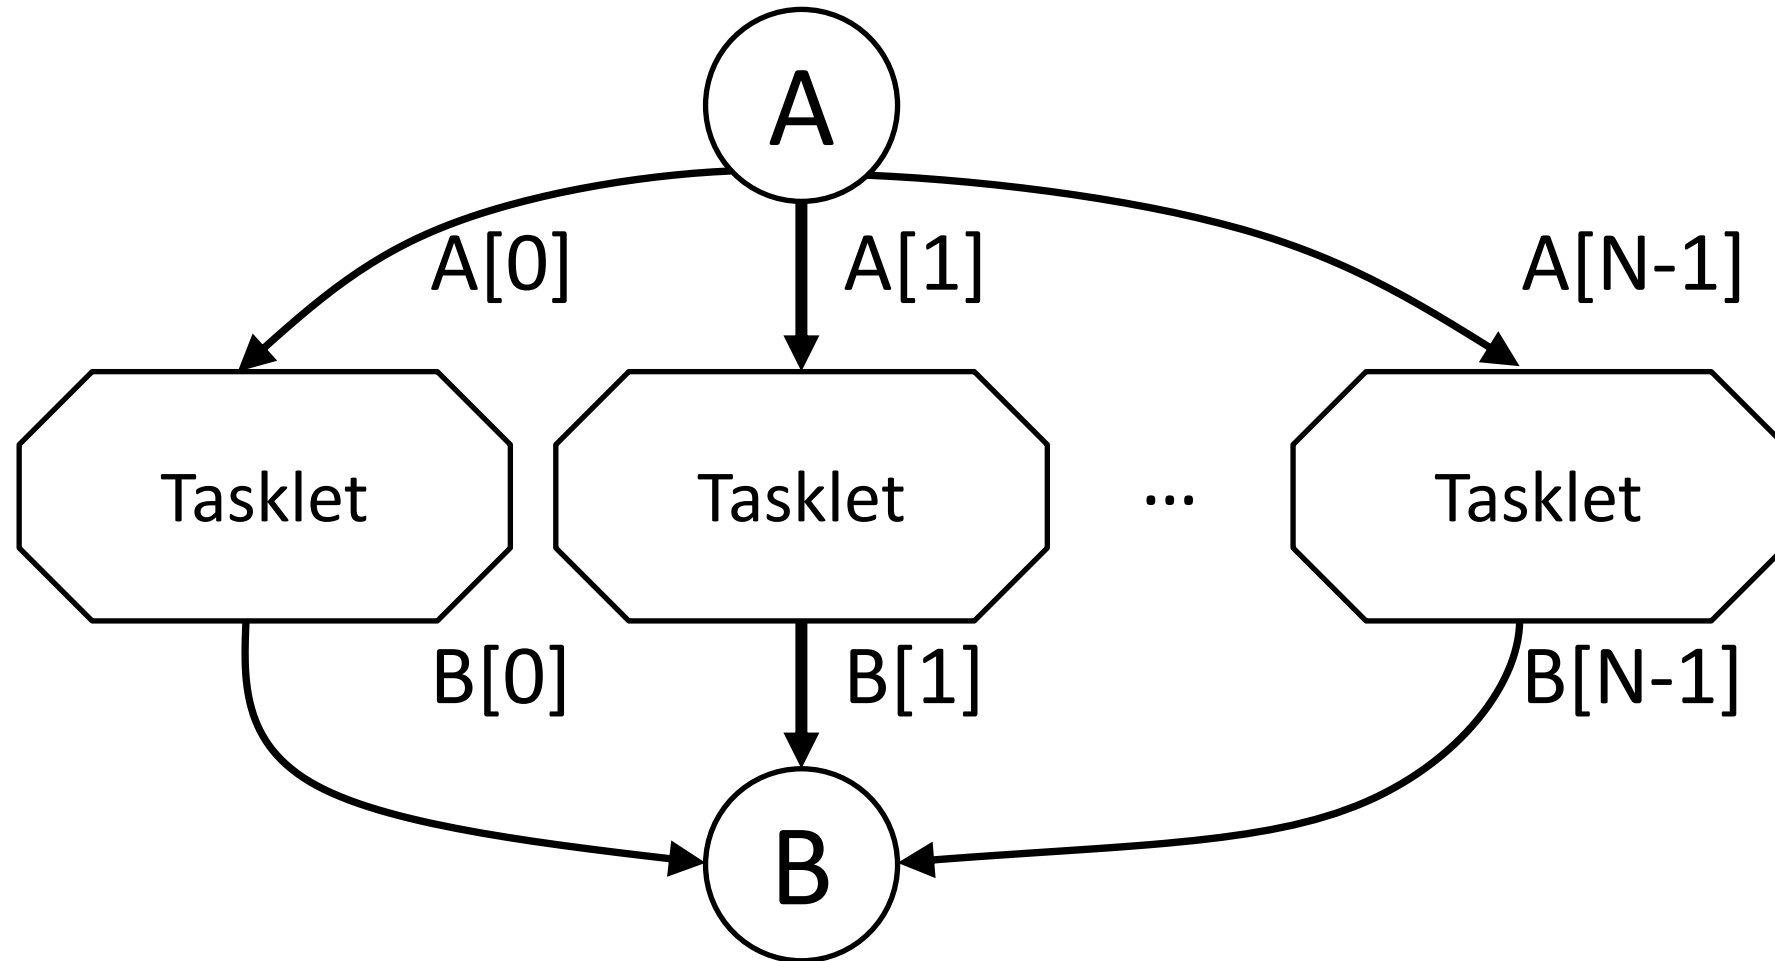 A
A[0] A[1] A[N-1]
Tasklet Tasklet ... Tasklet
B[0] B[1] B[N-1]
B